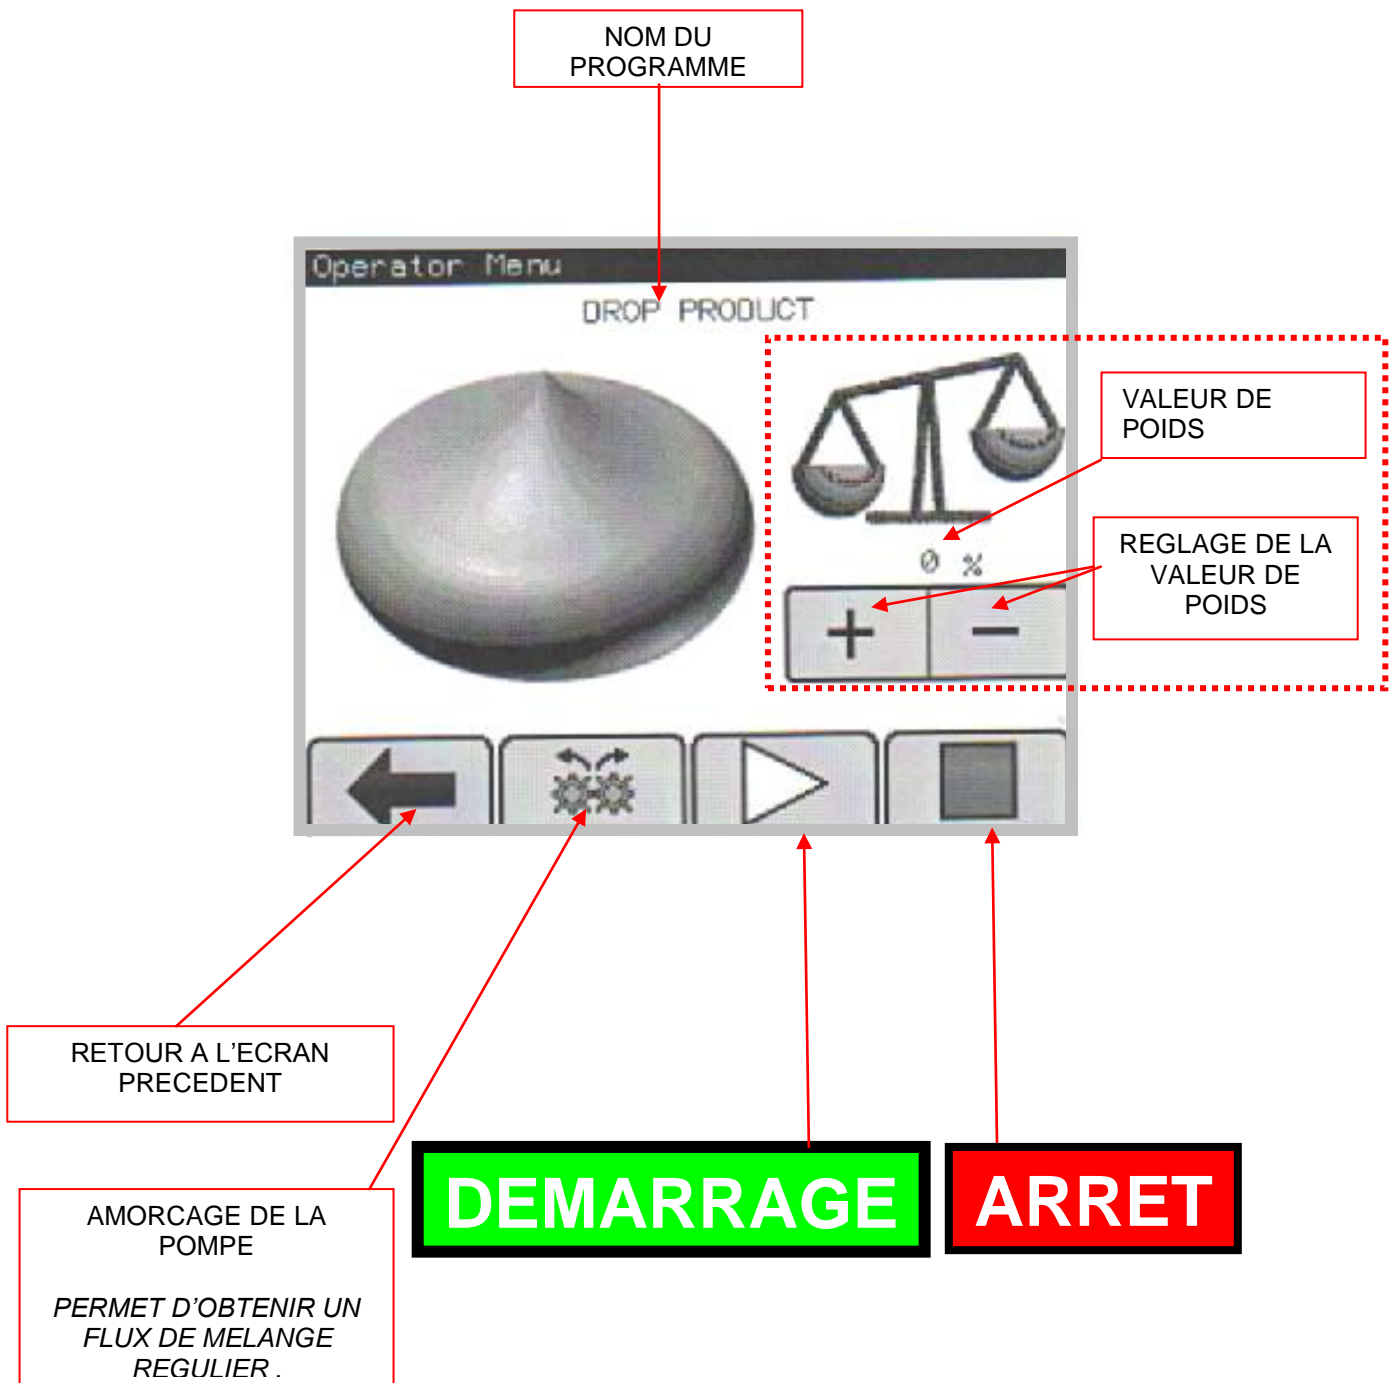 NOM DU
PROGRAMME
Operator Menu
DROP PRODUCT
VALEUR DE
POIDS
0 %
REGLAGE DE LA
VALEUR DE
POIDS
+ −
RETOUR A L’ECRAN
PRECEDENT
DEMARRAGE
ARRET
AMORCAGE DE LA
POMPE
PERMET D’OBTENIR UN
FLUX DE MELANGE
REGULIER .